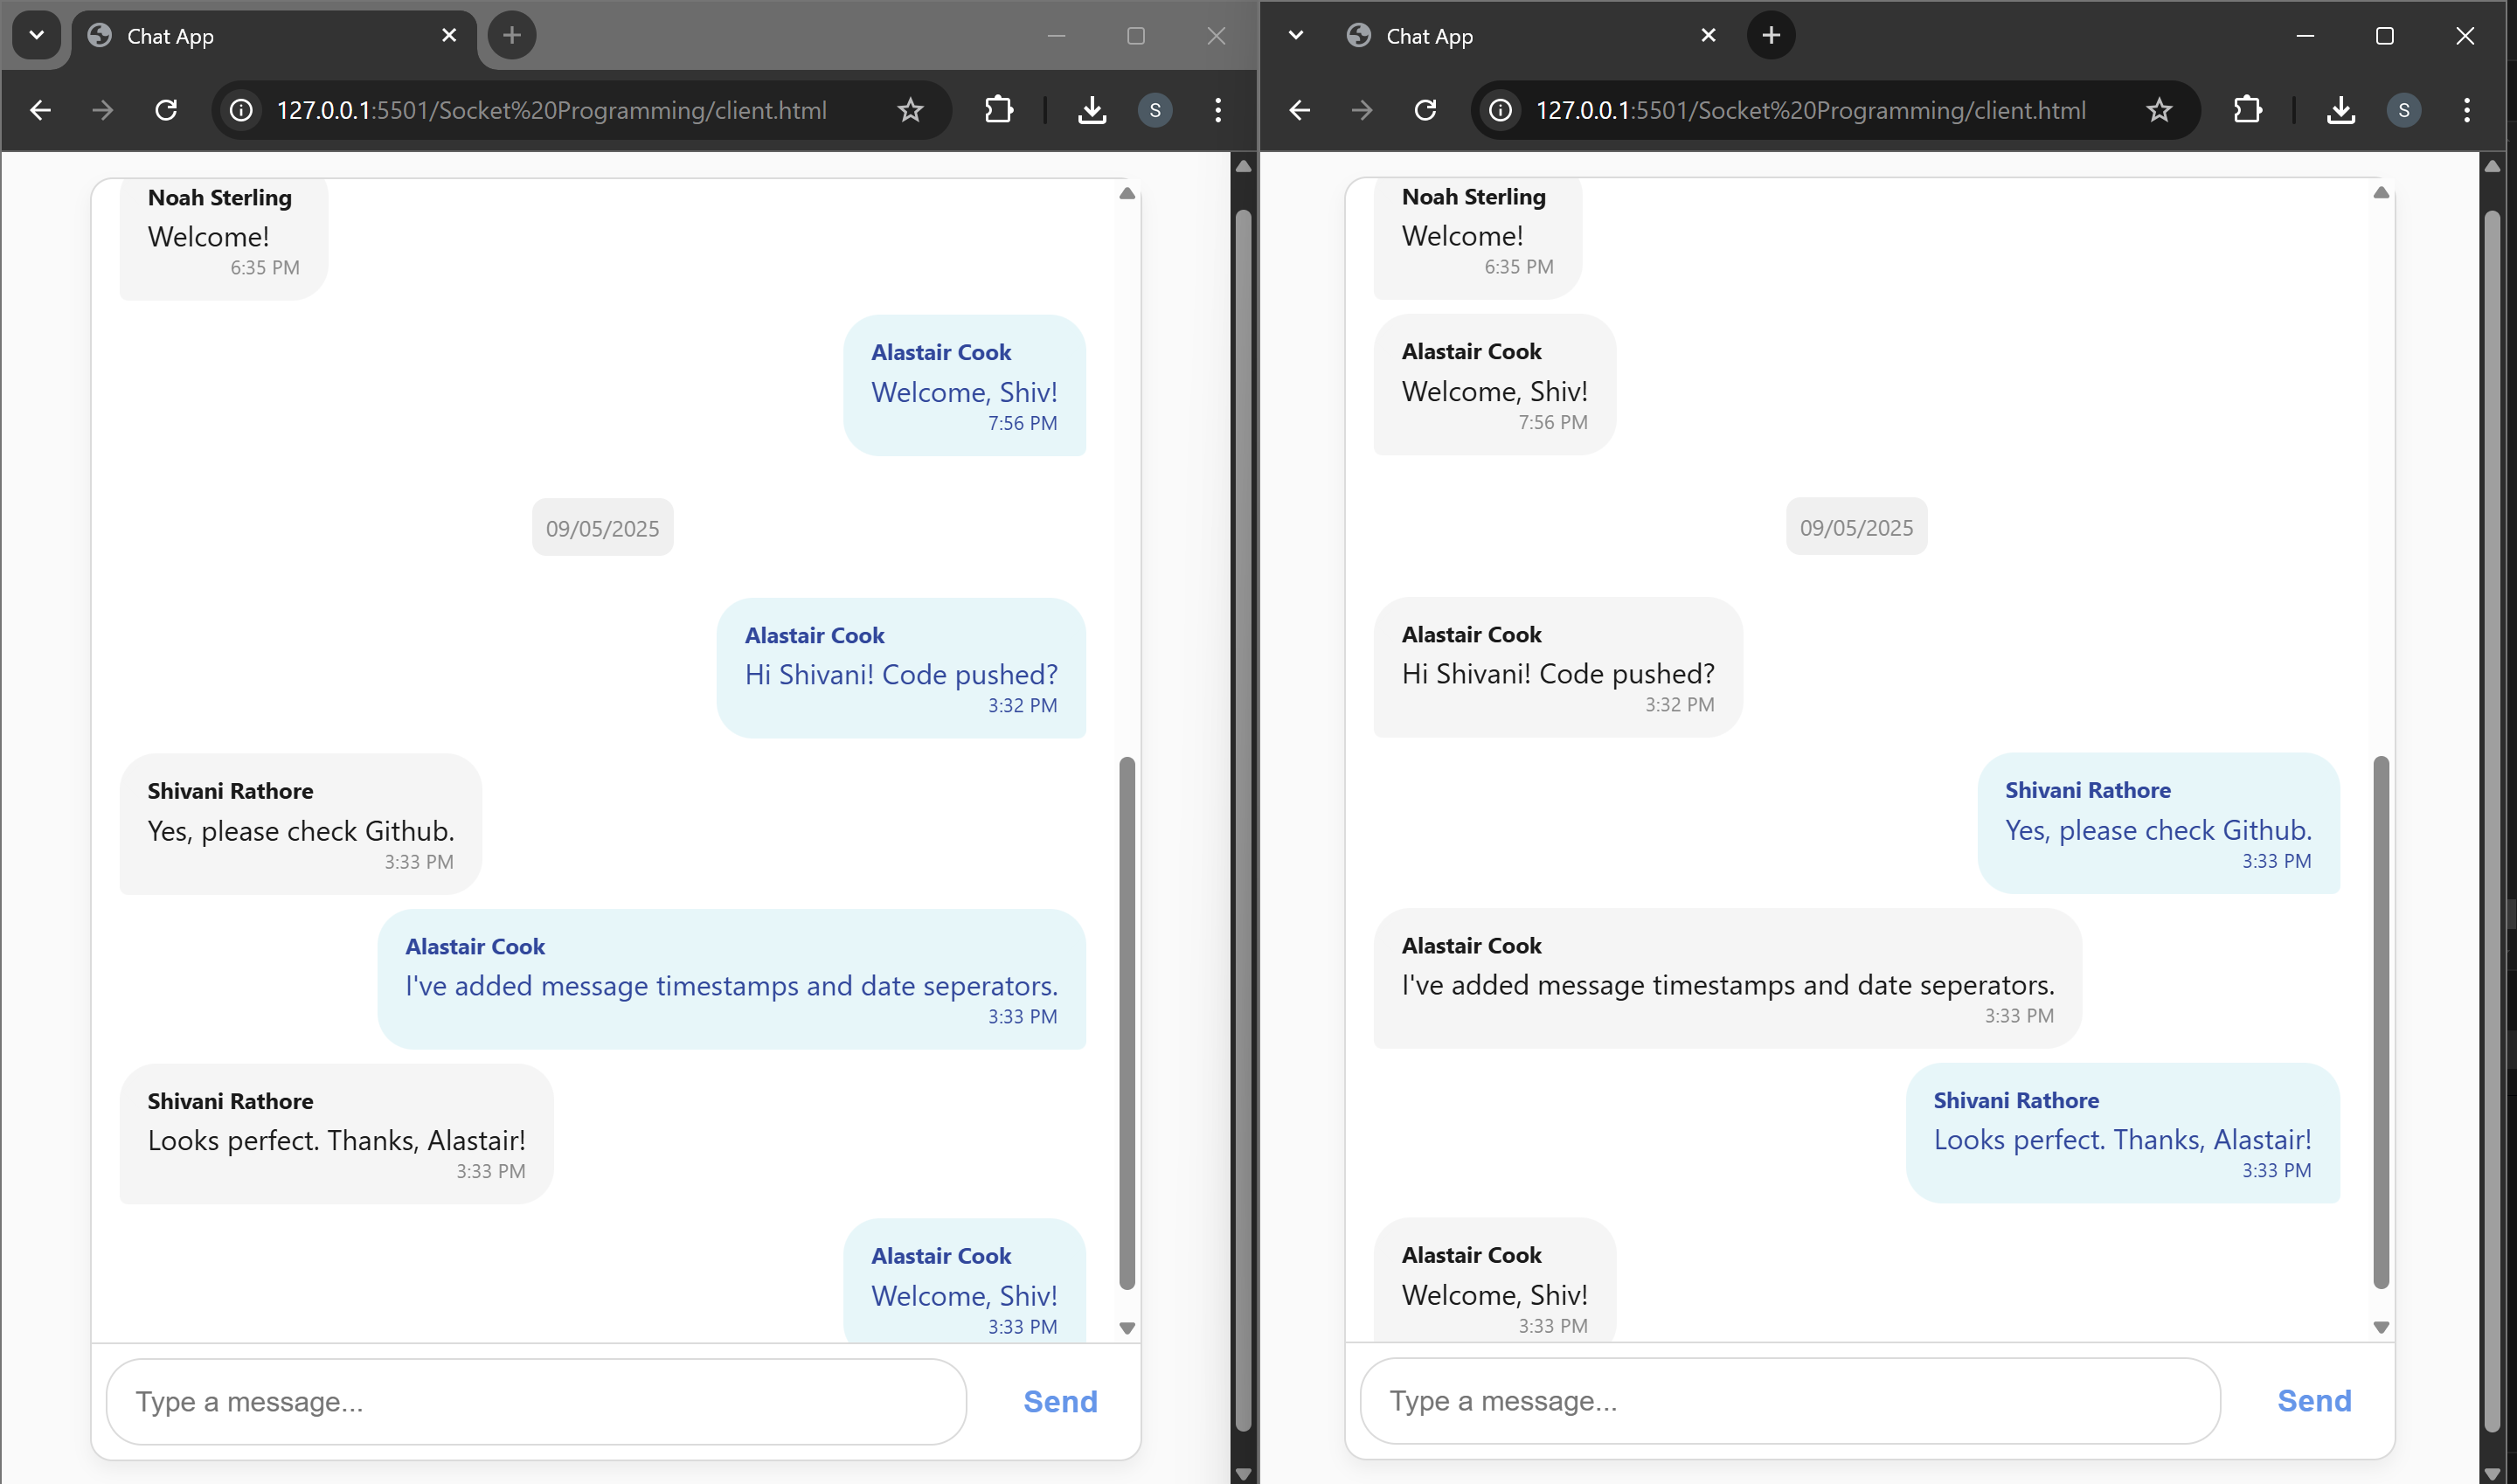 Chat App
127.0.0.1:5501/Socket%20Programming/client.html
S
Noah Sterling
Welcome!
6:35 PM
Alastair Cook
Welcome, Shiv!
7:56 PM
09/05/2025
Alastair Cook
Hi Shivani! Code pushed?
3:32 PM
Shivani Rathore
Yes, please check Github.
3:33 PM
Alastair Cook
I've added message timestamps and date seperators.
3:33 PM
Shivani Rathore
Looks perfect. Thanks, Alastair!
3:33 PM
Alastair Cook
Welcome, Shiv!
3:33 PM
Type a message...
Send
Chat App
127.0.0.1:5501/Socket%20Programming/client.html
S
Noah Sterling
Welcome!
6:35 PM
Alastair Cook
Welcome, Shiv!
7:56 PM
09/05/2025
Alastair Cook
Hi Shivani! Code pushed?
3:32 PM
Shivani Rathore
Yes, please check Github.
3:33 PM
Alastair Cook
I've added message timestamps and date seperators.
3:33 PM
Shivani Rathore
Looks perfect. Thanks, Alastair!
3:33 PM
Alastair Cook
Welcome, Shiv!
3:33 PM
Type a message...
Send